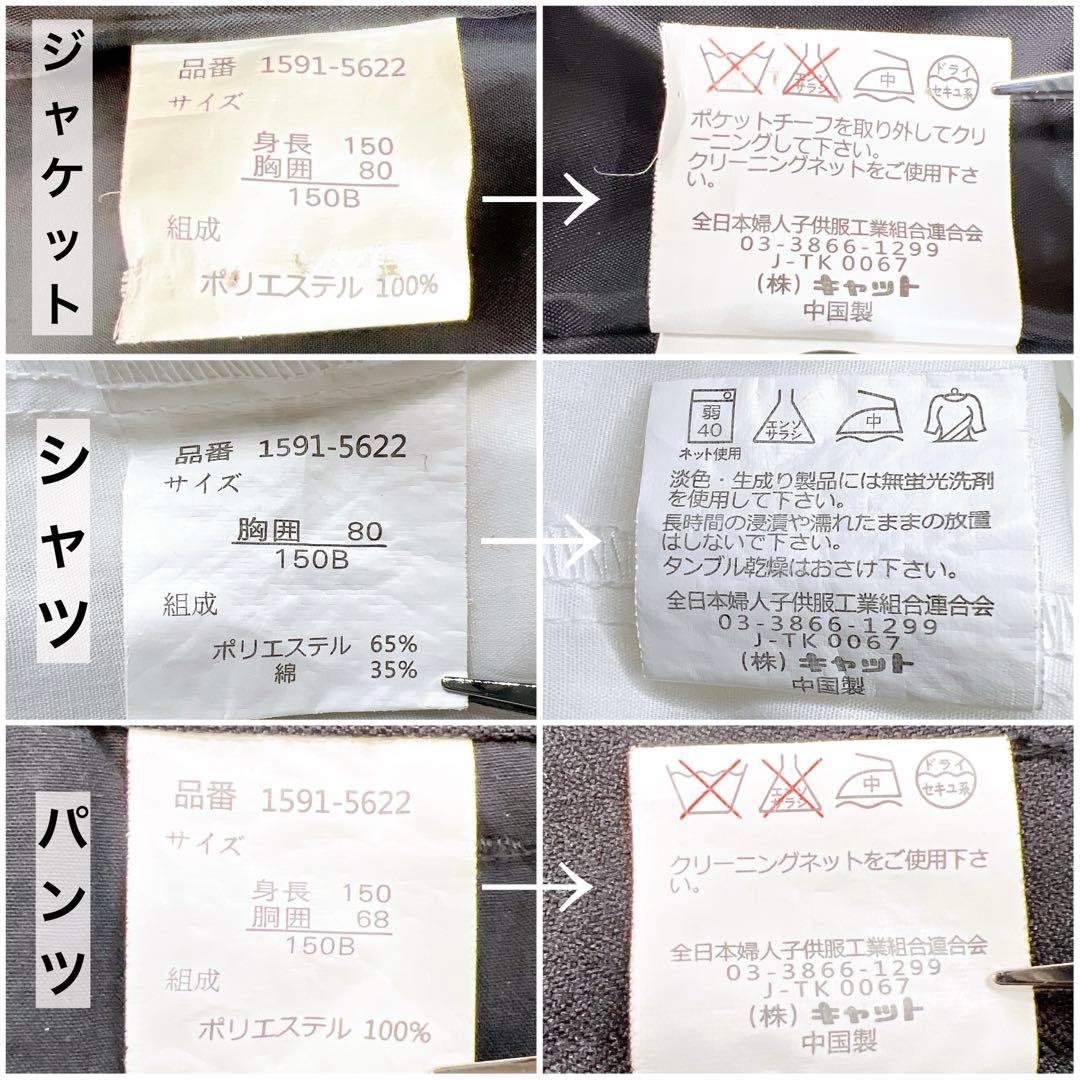 ジャケット
品番 1591-5622
サイズ
身長 150
胸囲 80
150B
組成
ポリエステル 100%
エンソ
サラシ
中
ドライ
セキユ系
ポケットチーフを取り外してクリ
ーニングして下さい。
クリーニングネットをご使用下さ
い。
全日本婦人子供服工業組合連合会
03-3866-1299
J-TK 0067
(株) キャット
中国製
シャツ
品番 1591-5622
サイズ
胸囲 80
150B
組成
ポリエステル 65%
綿 35%
弱
40
ネット使用
エンソ
サラシ
中
淡色・生成り製品には無蛍光洗剤
を使用して下さい。
長時間の浸漬や濡れたままの放置
はしないで下さい。
タンブル乾燥はおさけ下さい。
全日本婦人子供服工業組合連合会
03-3866-1299
J-TK 0067
(株) キャット
中国製
パンツ
品番 1591-5622
サイズ
身長 150
胴囲 68
150B
組成
ポリエステル 100%
エンソ
サラシ
中
ドライ
セキユ系
クリーニングネットをご使用下さ
い。
全日本婦人子供服工業組合連合会
03-3866-1299
J-TK 0067
(株) キャット
中国製